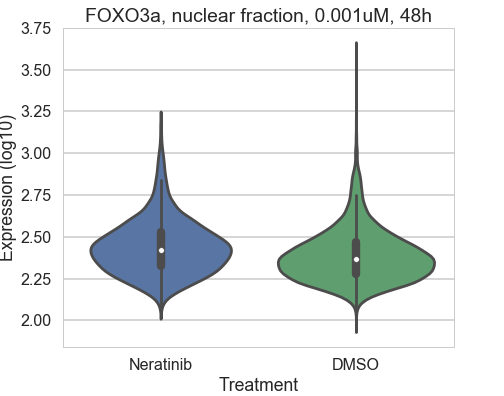 FOXO3a, nuclear fraction, 0.001uM, 48h
3.75
3.50
3.25
3.00
2.75
2.50
2.25
2.00
Expression (log10)
Neratinib DMSO
Treatment